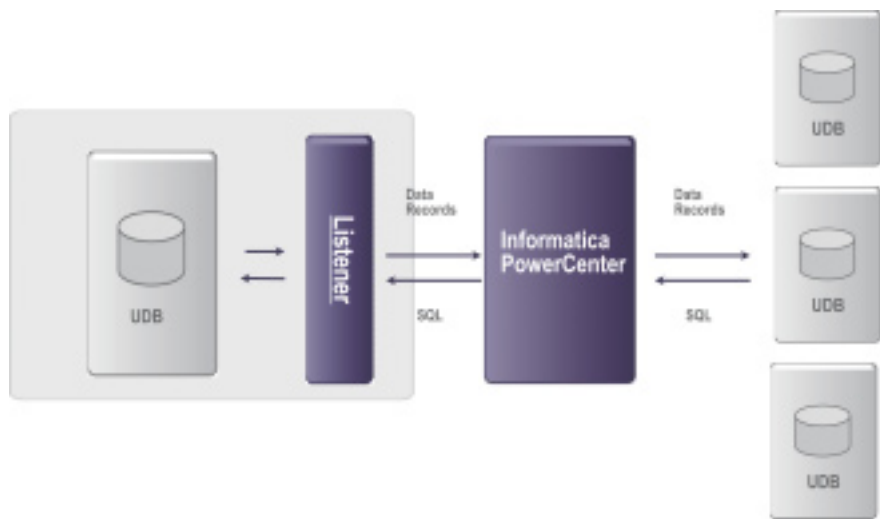 UDB
Listener
Data
Records
SQL
Informatica
PowerCenter
Data
Records
SQL
UDB
UDB
UDB